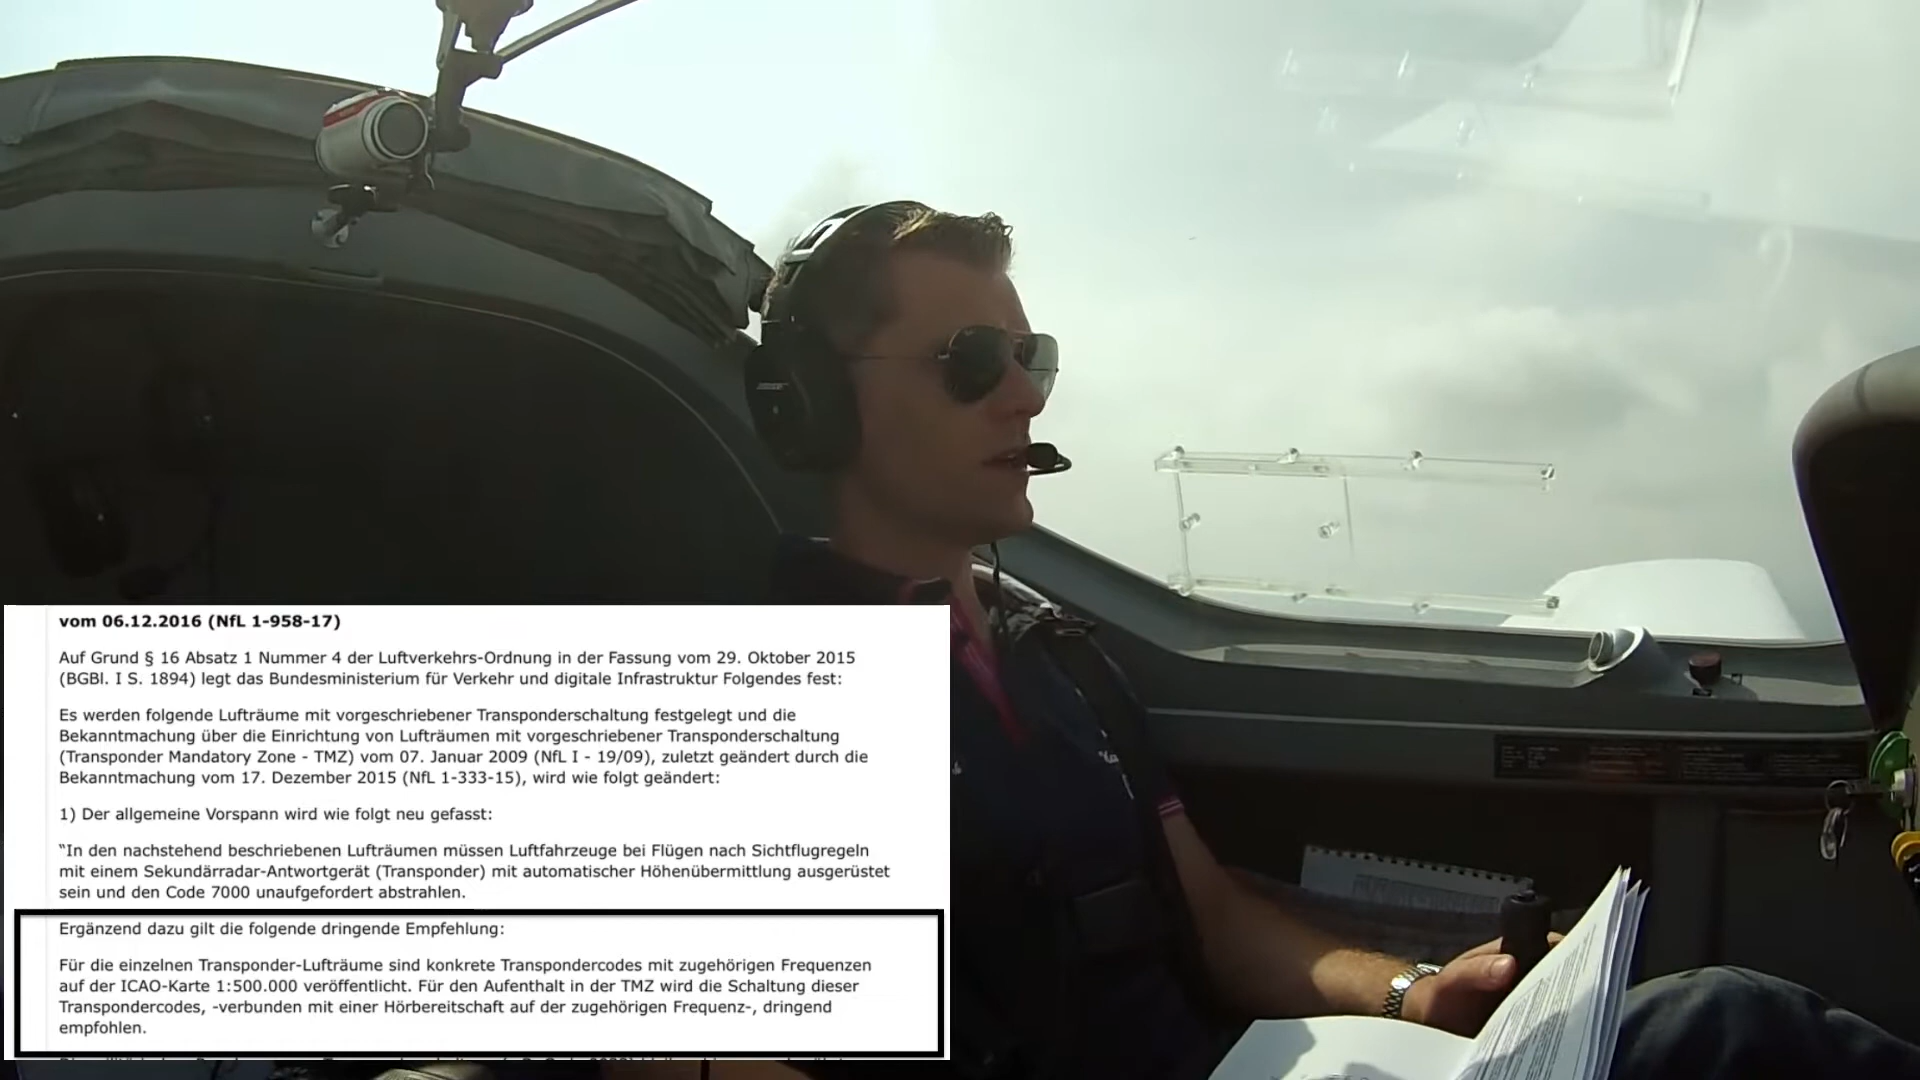 vom 06.12.2016 (NfL 1-958-17)
Auf Grund § 16 Absatz 1 Nummer 4 der Luftverkehrs-Ordnung in der Fassung vom 29. Oktober 2015
(BGBl. I S. 1894) legt das Bundesministerium für Verkehr und digitale Infrastruktur Folgendes fest:
Es werden folgende Lufträume mit vorgeschriebener Transponderschaltung festgelegt und die
Bekanntmachung über die Einrichtung von Lufträumen mit vorgeschriebener Transponderschaltung
(Transponder Mandatory Zone - TMZ) vom 07. Januar 2009 (NfL I - 19/09), zuletzt geändert durch die
Bekanntmachung vom 17. Dezember 2015 (NfL 1-333-15), wird wie folgt geändert:
1) Der allgemeine Vorspann wird wie folgt neu gefasst:
“In den nachstehend beschriebenen Lufträumen müssen Luftfahrzeuge bei Flügen nach Sichtflugregeln
mit einem Sekundärradar-Antwortgerät (Transponder) mit automatischer Höhenübermittlung ausgerüstet
sein und den Code 7000 unaufgefordert abstrahlen.
Ergänzend dazu gilt die folgende dringende Empfehlung:
Für die einzelnen Transponder-Lufträume sind konkrete Transpondercodes mit zugehörigen Frequenzen
auf der ICAO-Karte 1:500.000 veröffentlicht. Für den Aufenthalt in der TMZ wird die Schaltung dieser
Transpondercodes, -verbunden mit einer Hörbereitschaft auf der zugehörigen Frequenz-, dringend
empfohlen.